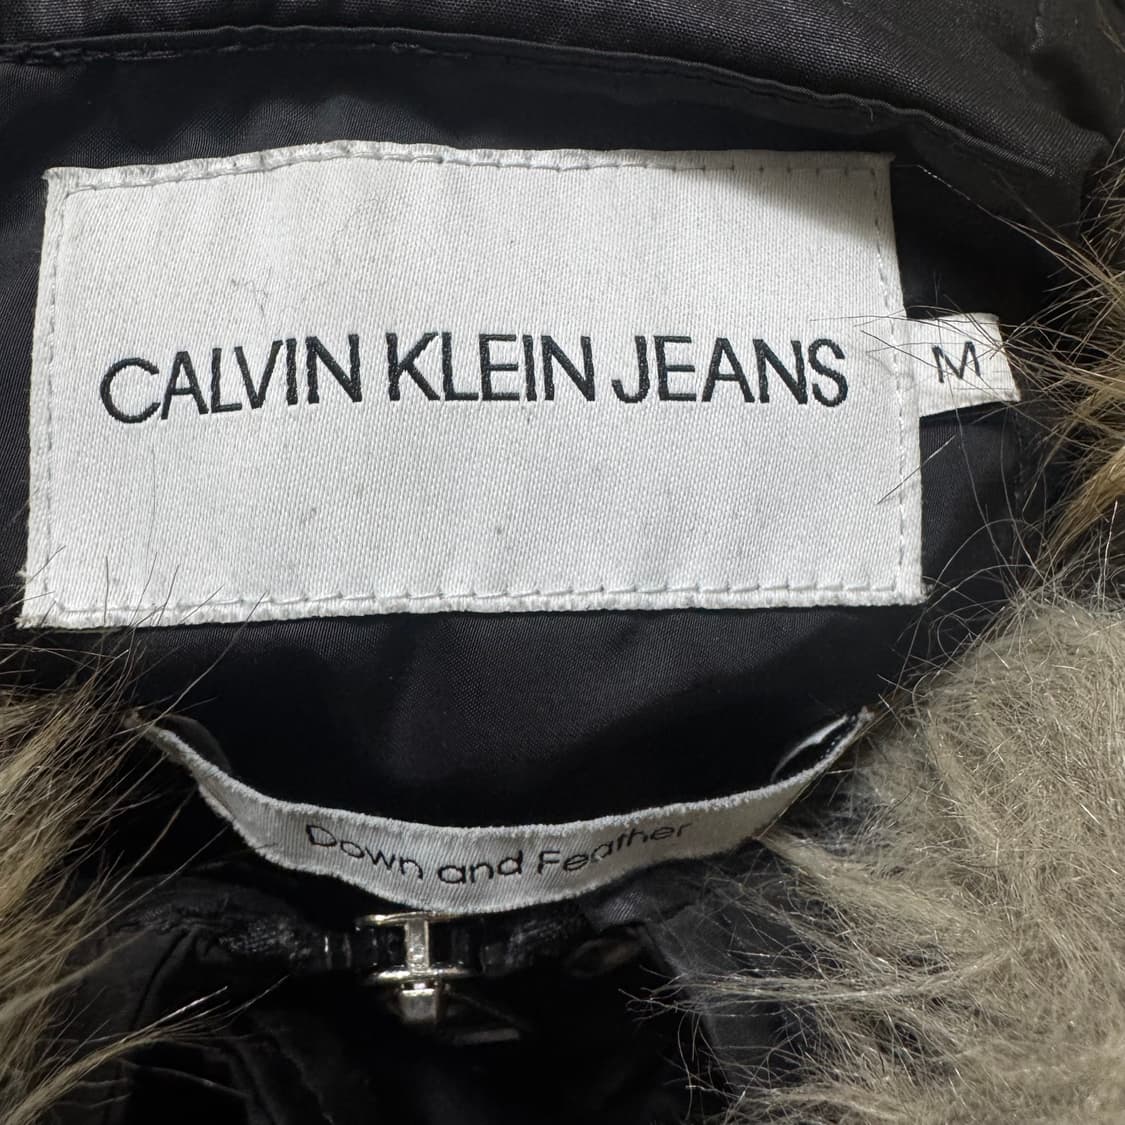 CALVIN KLEIN JEANS
M
Down and Feather